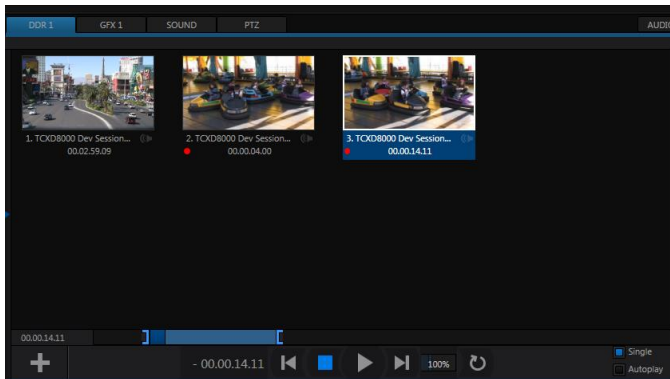 DDR 1
GFX 1
SOUND
PTZ
1. TCXD8000 Dev Session...
00.02.59.09
2. TCXD8000 Dev Session...
00.00.04.00
3. TCXD8000 Dev Session...
00.00.14.11
00.00.14.11
- 00.00.14.11
100%
Single
Autoplay